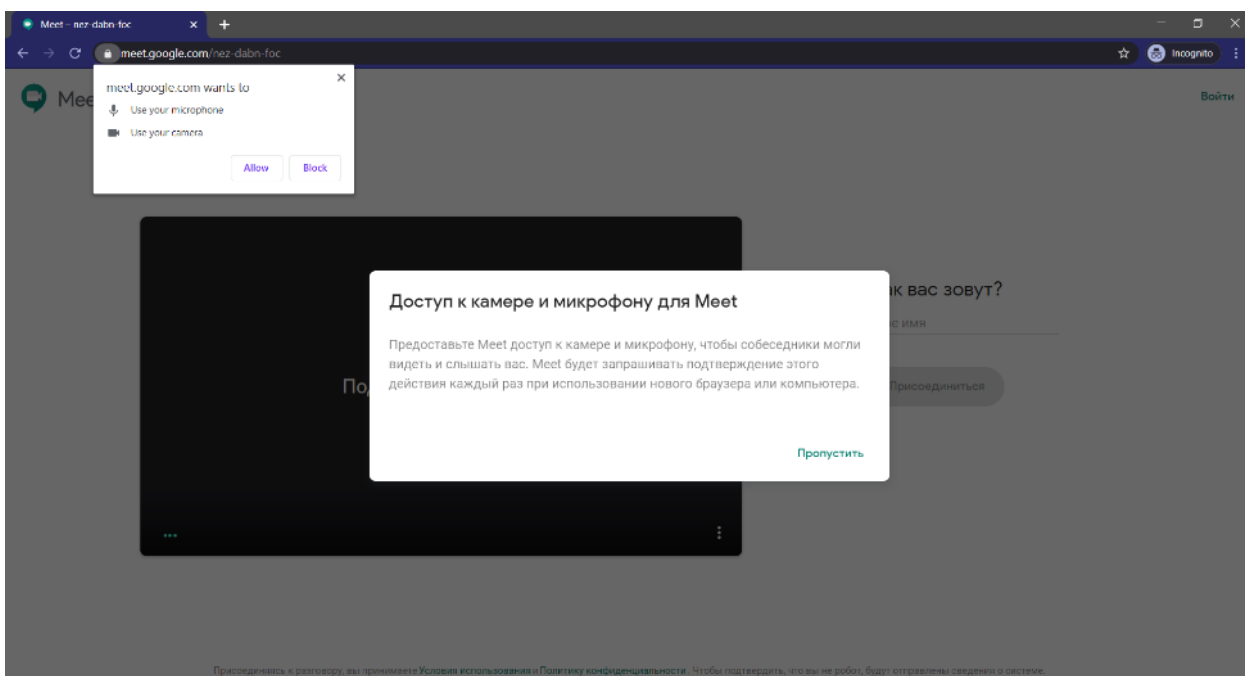 Meet – nez-dabn-foc
meet.google.com/nez-dabn-foc
Incognito
meet.google.com wants to
Use your microphone
Use your camera
Allow
Block
Mee
Войти
Доступ к камере и микрофону для Meet
Предоставьте Meet доступ к камере и микрофону, чтобы собеседники могли
видеть и слышать вас. Meet будет запрашивать подтверждение этого
действия каждый раз при использовании нового браузера или компьютера.
Пропустить
ак вас зовут?
имя
Присоединиться
Присоединяясь к разговору, вы принимаете Условия использования и Политику конфиденциальности. Чтобы подтвердить, что вы не робот, будут отправлены сведения о системе.